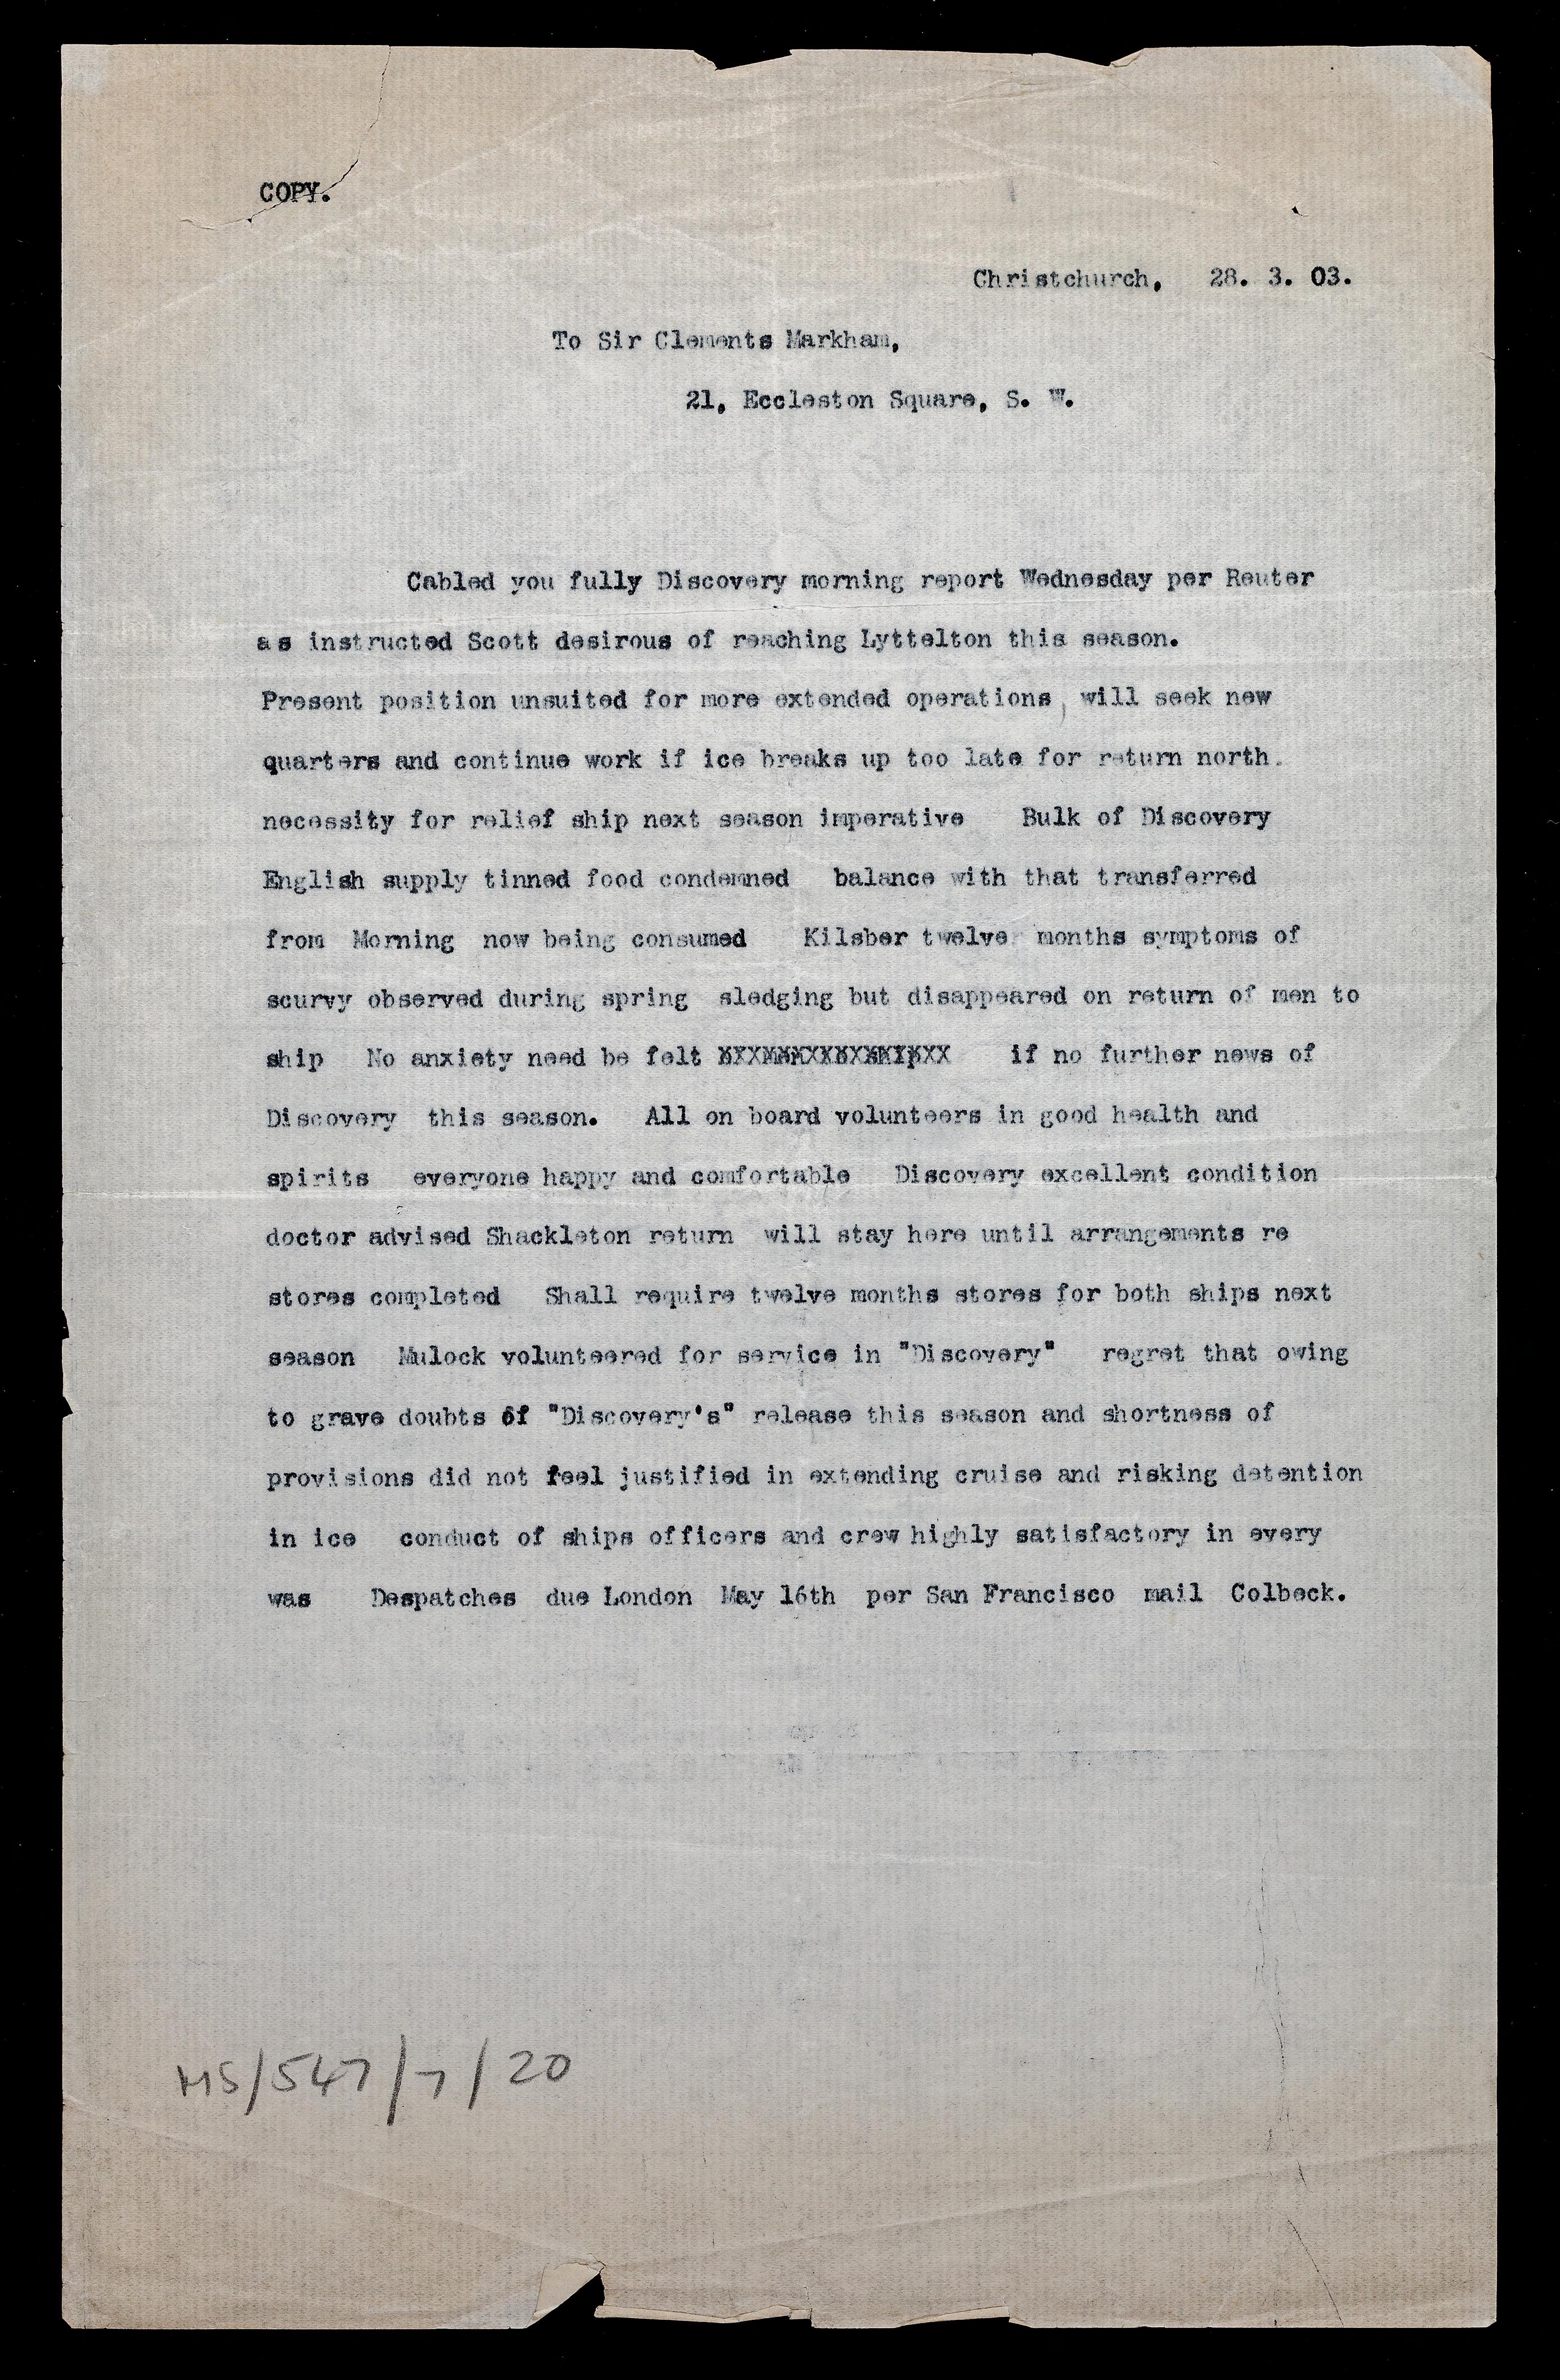 COPY.
Christchurch, 28. 3. 03.
To Sir Clements Markham,
21, Eccleston Square, S. W.
Cabled you fully Discovery morning report Wednesday per Reuter
as instructed Scott desirous of reaching Lyttelton this season.
Present position unsuited for more extended operations, will seek new
quarters and continue work if ice breaks up too late for return north.
necessity for relief ship next season imperative Bulk of Discovery
English supply tinned food condemned balance with that transferred
from Morning now being consumed Kilsber twelve months symptoms of
scurvy observed during spring sledging but disappeared on return of men to
ship No anxiety need be felt if no further news of
Discovery this season. All on board volunteers in good health and
spirits everyone happy and comfortable Discovery excellent condition
doctor advised Shackleton return will stay here until arrangements re
stores completed Shall require twelve months stores for both ships next
season Mulock volunteered for service in "Discovery" regret that owing
to grave doubts of "Discovery's" release this season and shortness of
provisions did not feel justified in extending cruise and risking detention
in ice conduct of ships officers and crew highly satisfactory in every
was Despatches due London May 16th per San Francisco mail Colbeck.
MS/547/7/20